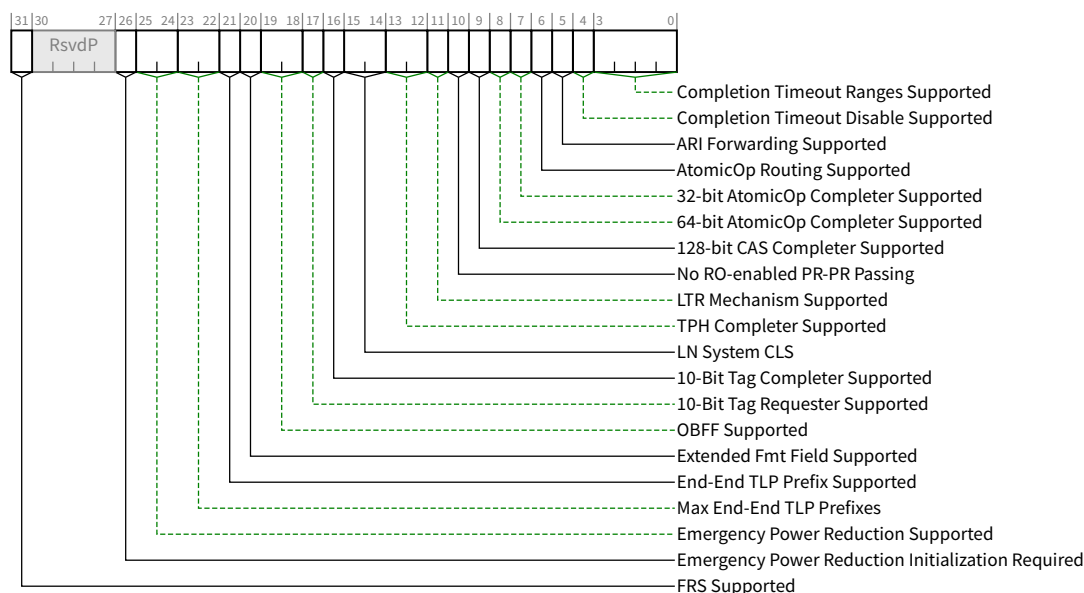 31 30 27 26 25 24 23 22 21 20 19 18 17 16 15 14 13 12 11 10 9 8 7 6 5 4 3 0
RsvdP
Completion Timeout Ranges Supported
Completion Timeout Disable Supported
ARI Forwarding Supported
AtomicOp Routing Supported
32-bit AtomicOp Completer Supported
64-bit AtomicOp Completer Supported
128-bit CAS Completer Supported
No RO-enabled PR-PR Passing
LTR Mechanism Supported
TPH Completer Supported
LN System CLS
10-Bit Tag Completer Supported
10-Bit Tag Requester Supported
OBFF Supported
Extended Fmt Field Supported
End-End TLP Prefix Supported
Max End-End TLP Prefixes
Emergency Power Reduction Supported
Emergency Power Reduction Initialization Required
FRS Supported